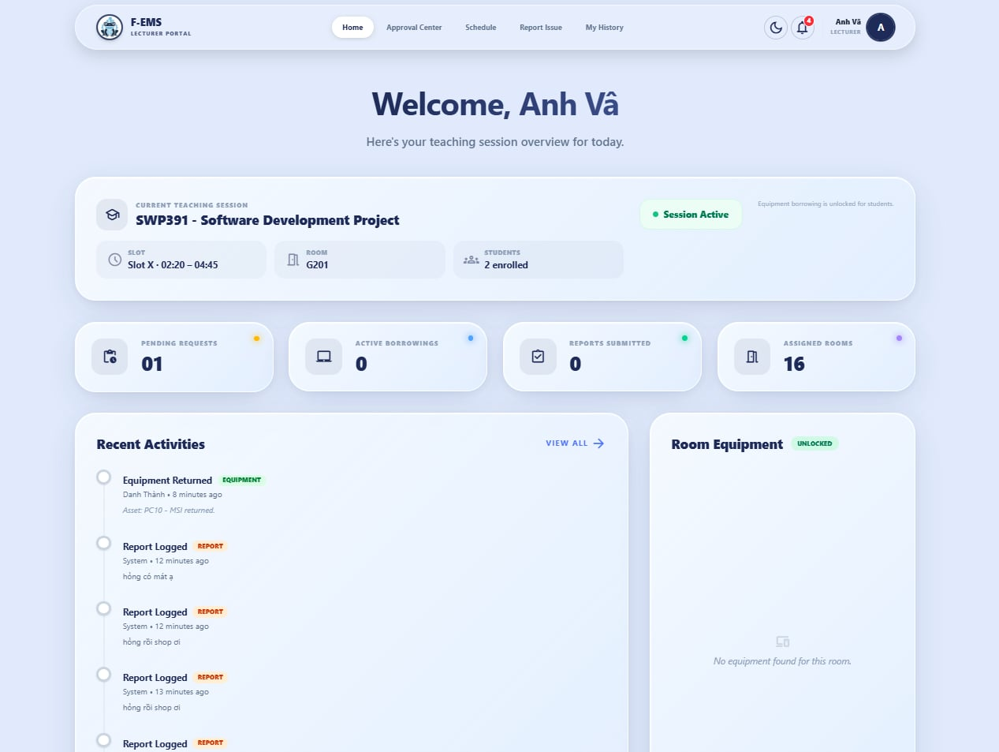 F-EMS
LECTURER PORTAL
Home
Approval Center
Schedule
Report Issue
My History
4
Anh Vã
LECTURER
A
Welcome, Anh Vã
Here's your teaching session overview for today.
CURRENT TEACHING SESSION
SWP391 - Software Development Project
Session Active
Equipment borrowing is unlocked for students.
SLOT
Slot X · 02:20 – 04:45
ROOM
G201
STUDENTS
2 enrolled
PENDING REQUESTS
01
ACTIVE BORROWINGS
0
REPORTS SUBMITTED
0
ASSIGNED ROOMS
16
Recent Activities
VIEW ALL
Equipment Returned
EQUIPMENT
Danh Thành • 8 minutes ago
Asset: PC10 - MSI returned.
Report Logged
REPORT
System • 12 minutes ago
hỏng có mát ạ
Report Logged
REPORT
System • 12 minutes ago
hỏng rồi shop ơi
Report Logged
REPORT
System • 13 minutes ago
hỏng rồi shop ơi
Report Logged
REPORT
Room Equipment
UNLOCKED
No equipment found for this room.